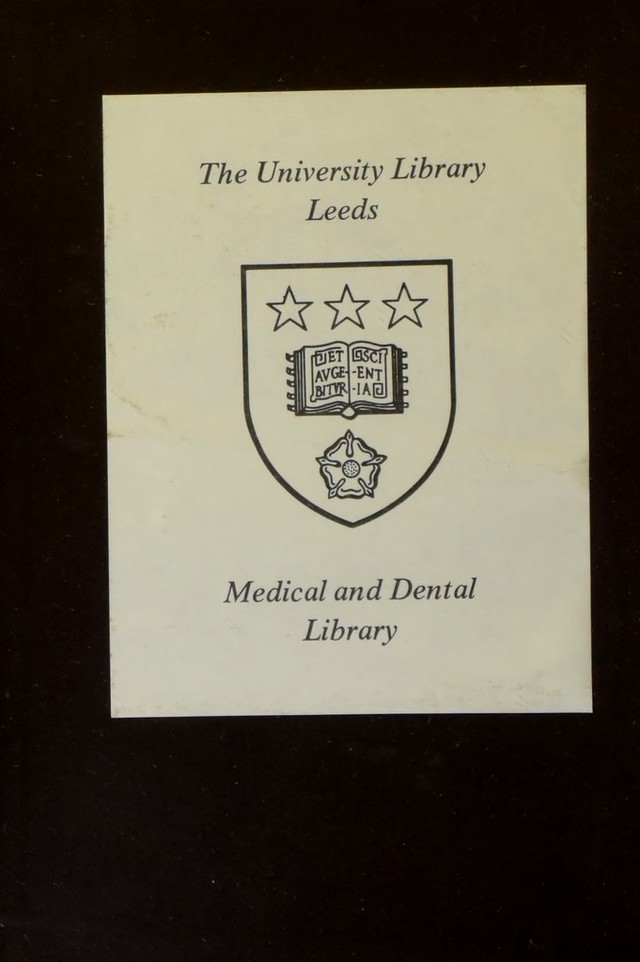 The University Library
Leeds
ET SCI
AVGE- -ENT
BITVR -IA
Medical and Dental
Library